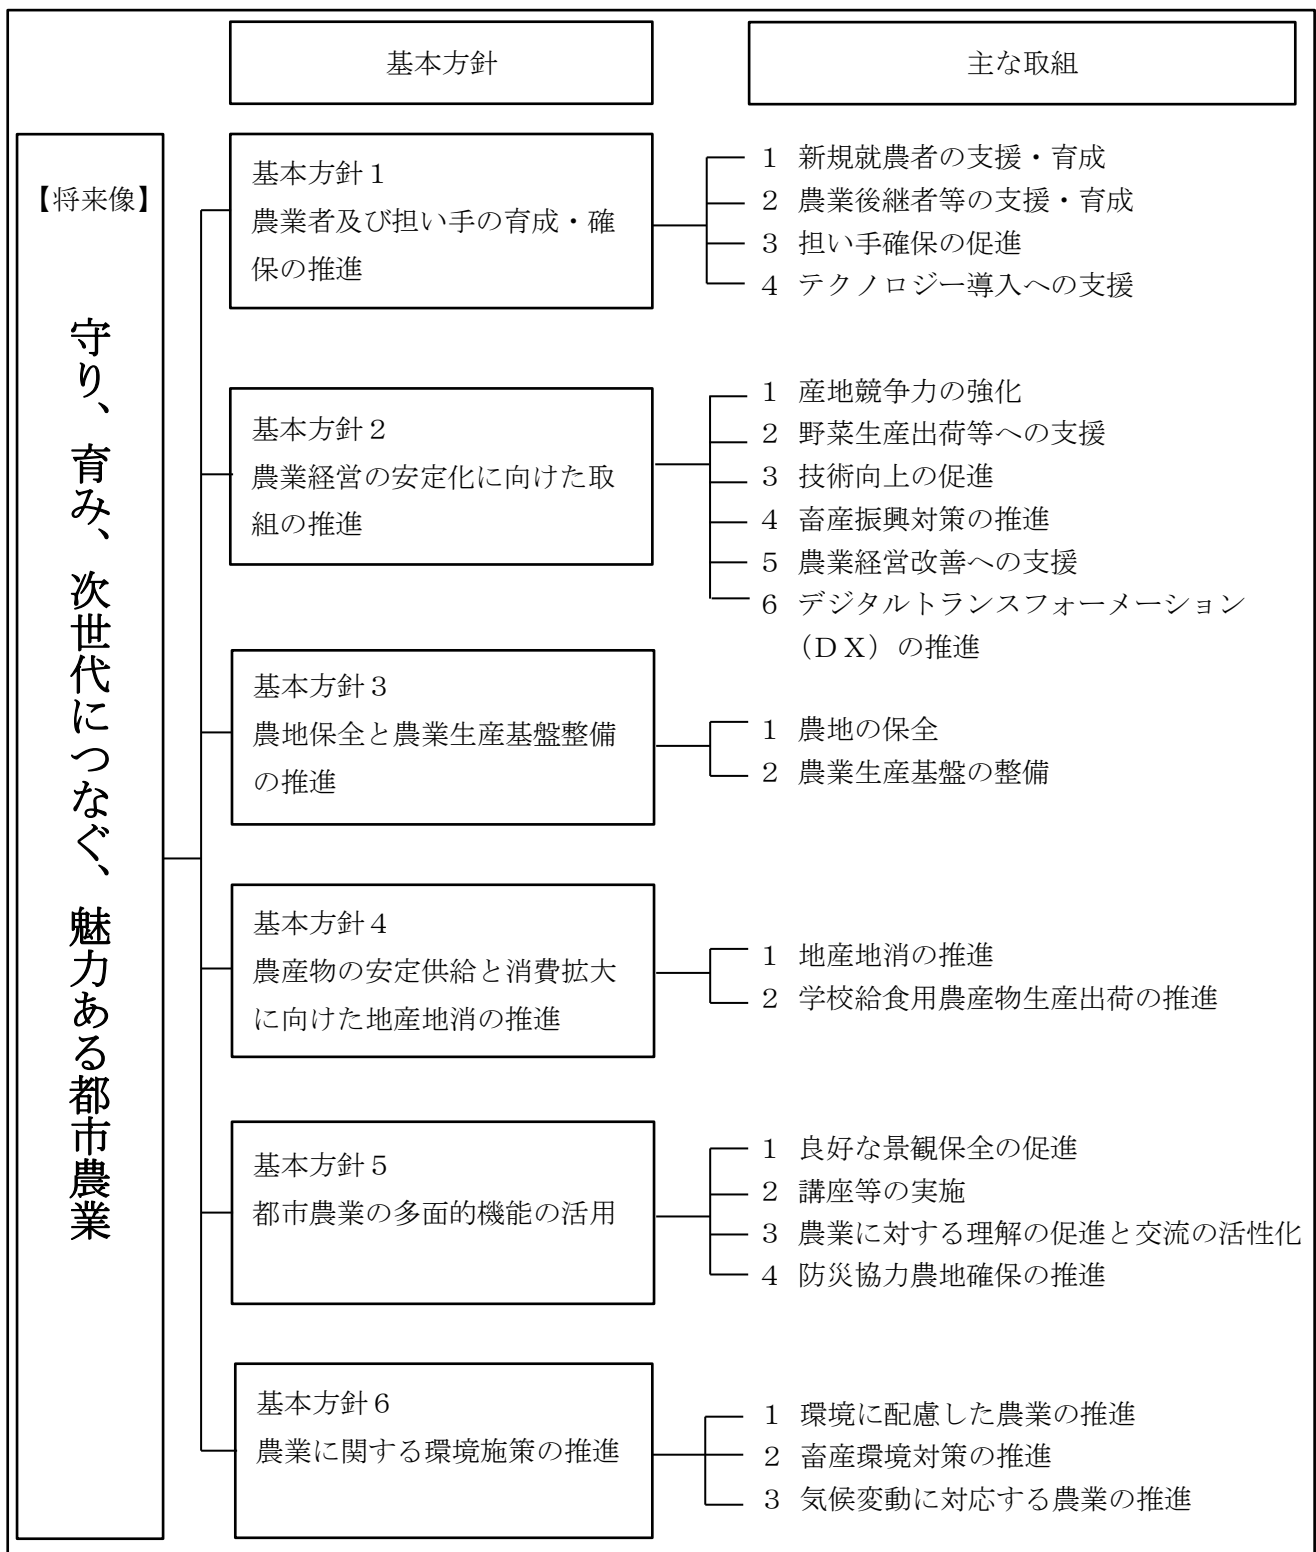 基本方針
主な取組
【将来像】
守り、育み、次世代につなぐ、魅力ある都市農業
基本方針１
農業者及び担い手の育成・確
保の推進
１ 新規就農者の支援・育成
２ 農業後継者等の支援・育成
３ 担い手確保の促進
４ テクノロジー導入への支援
基本方針２
農業経営の安定化に向けた取
組の推進
１ 産地競争力の強化
２ 野菜生産出荷等への支援
３ 技術向上の促進
４ 畜産振興対策の推進
５ 農業経営改善への支援
６ デジタルトランスフォーメーション
（ＤＸ）の推進
基本方針３
農地保全と農業生産基盤整備
の推進
１ 農地の保全
２ 農業生産基盤の整備
基本方針４
農産物の安定供給と消費拡大
に向けた地産地消の推進
１ 地産地消の推進
２ 学校給食用農産物生産出荷の推進
基本方針５
都市農業の多面的機能の活用
１ 良好な景観保全の促進
２ 講座等の実施
３ 農業に対する理解の促進と交流の活性化
４ 防災協力農地確保の推進
基本方針６
農業に関する環境施策の推進
１ 環境に配慮した農業の推進
２ 畜産環境対策の推進
３ 気候変動に対応する農業の推進